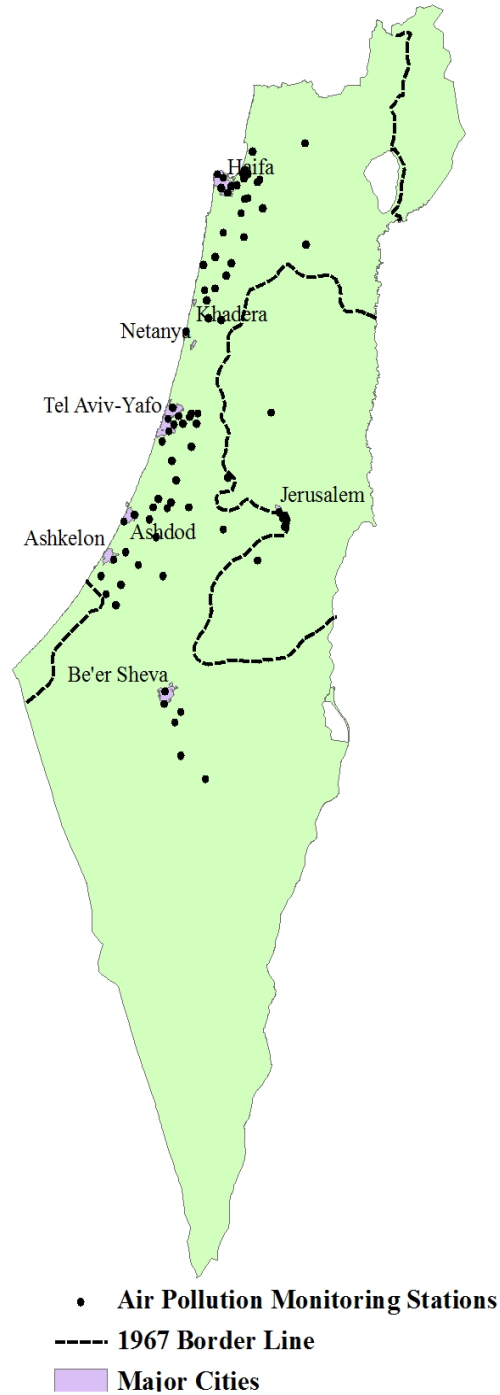 Haifa
Khadera
Netanya
Tel Aviv-Yafo
Jerusalem
Ashdod
Ashkelon
Be'er Sheva
Air Pollution Monitoring Stations
1967 Border Line
Major Cities